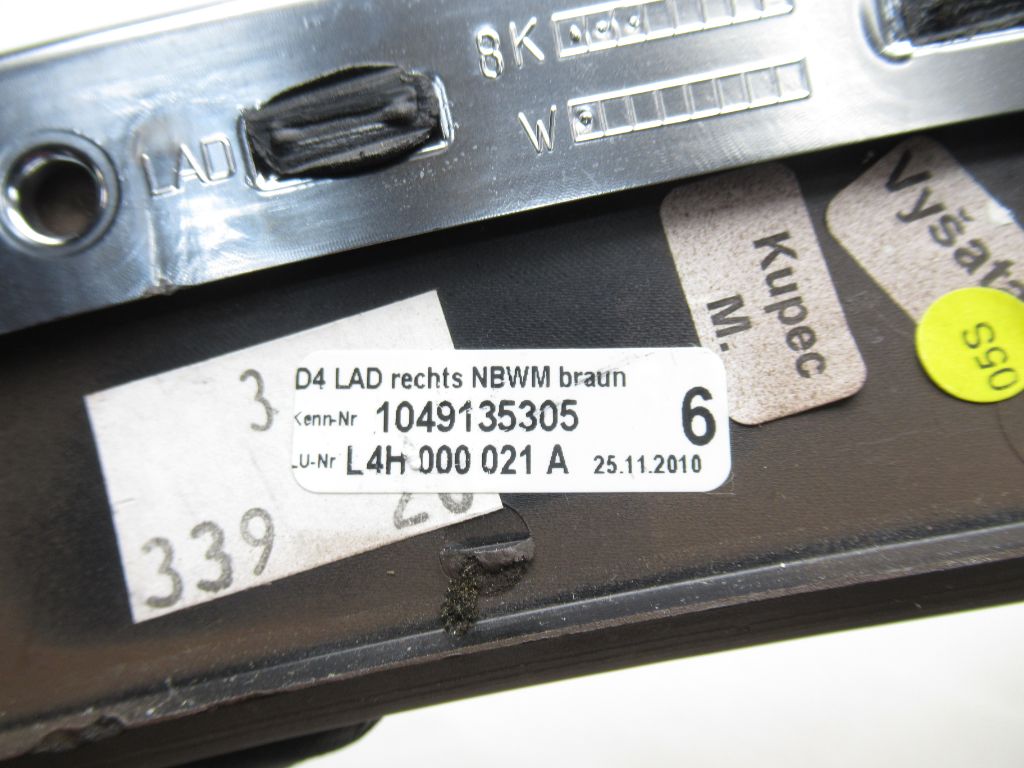 8K
W
LAD
Kupec
M.
05S
3
339
D4 LAD rechts NBWM braun
Kenn-Nr 1049135305
6
LU-Nr L4H 000 021 A 25.11.2010